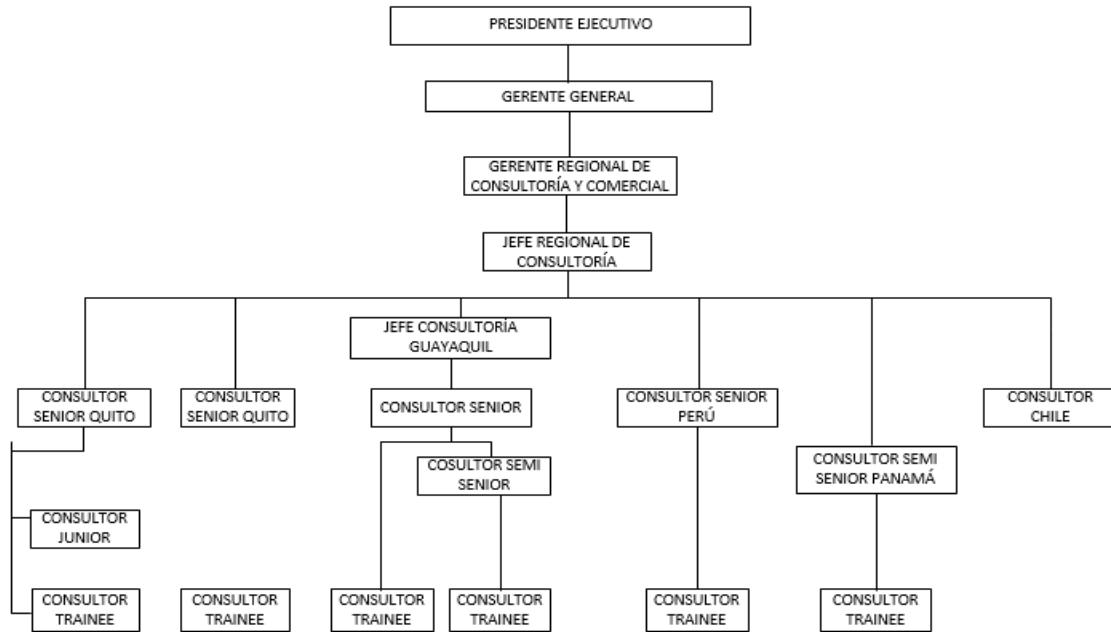 PRESIDENTE EJECUTIVO
GERENTE GENERAL
GERENTE REGIONAL DE
CONSULTORÍA Y COMERCIAL
JEFE REGIONAL DE
CONSULTORÍA
JEFE CONSULTORÍA
GUAYAQUIL
CONSULTOR
SENIOR QUITO
CONSULTOR
SENIOR QUITO
CONSULTOR SENIOR
CONSULTOR SENIOR
PERÚ
CONSULTOR
CHILE
COSULTOR SEMI
SENIOR
CONSULTOR SEMI
SENIOR PANAMÁ
CONSULTOR
JUNIOR
CONSULTOR
TRAINEE
CONSULTOR
TRAINEE
CONSULTOR
TRAINEE
CONSULTOR
TRAINEE
CONSULTOR
TRAINEE
CONSULTOR
TRAINEE